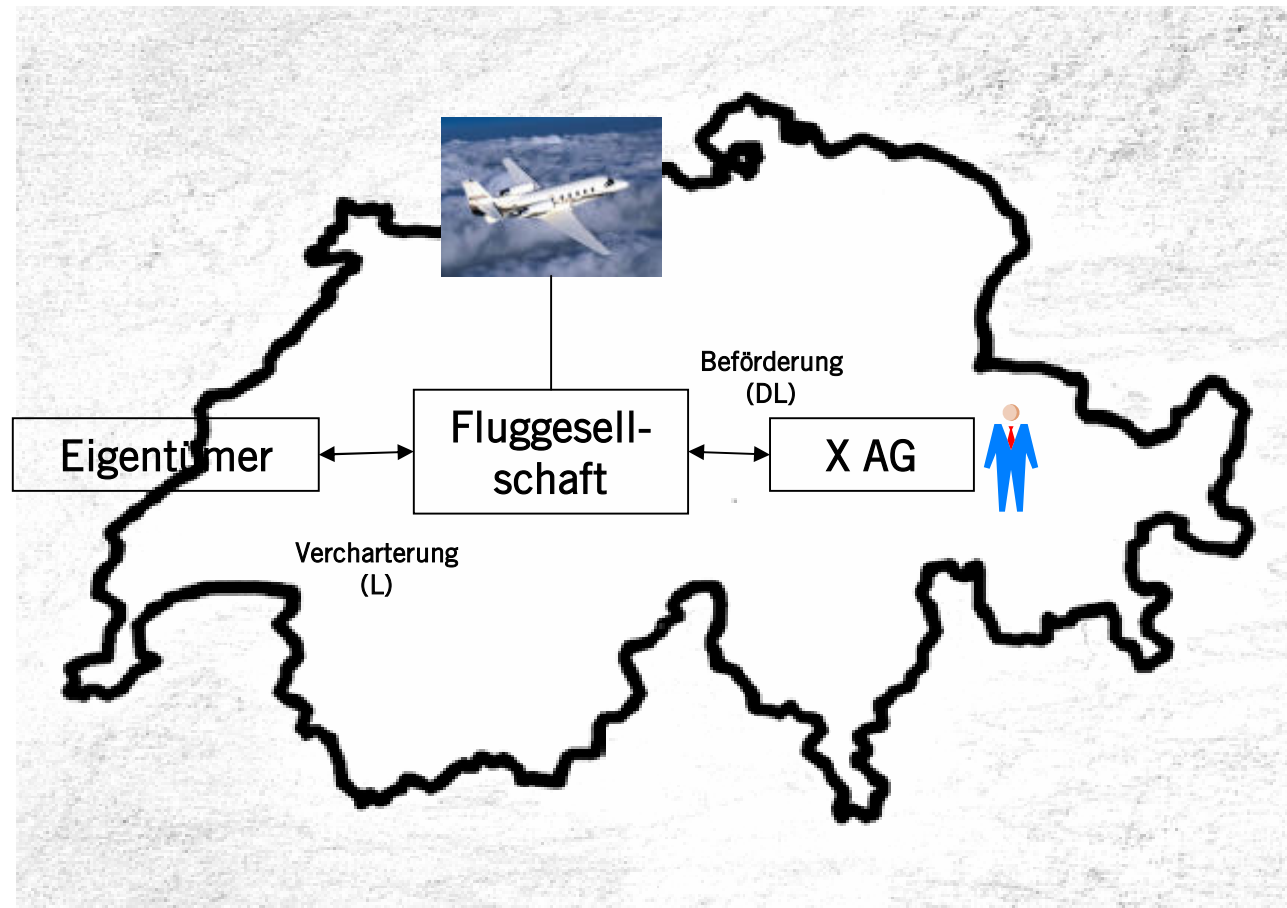 Beförderung
(DL)
Eigentümer
Fluggesell-
schaft
X AG
Vercharterung
(L)